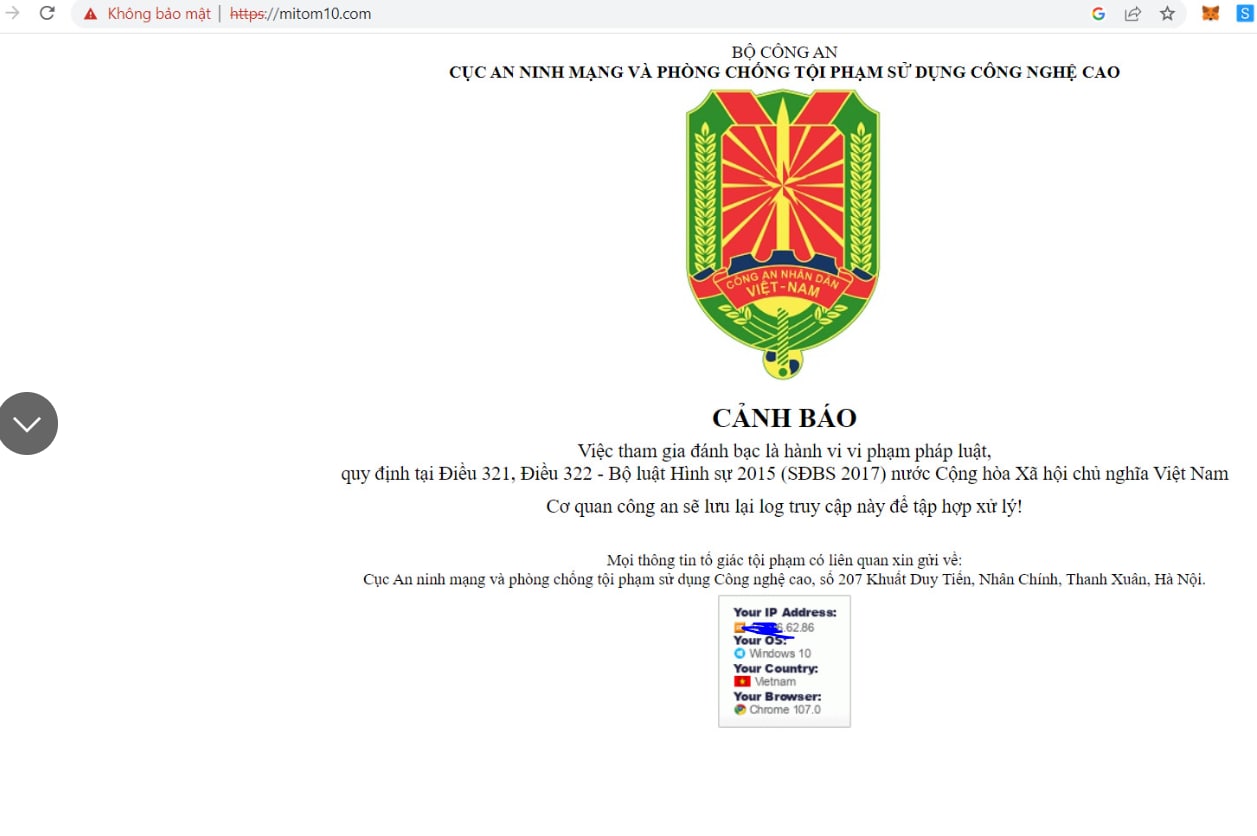 Không bảo mật | https://mitom10.com
BỘ CÔNG AN
CỤC AN NINH MẠNG VÀ PHÒNG CHỐNG TỘI PHẠM SỬ DỤNG CÔNG NGHỆ CAO
CÔNG AN NHÂN DÂN
VIỆT-NAM
CẢNH BÁO
Việc tham gia đánh bạc là hành vi vi phạm pháp luật,
quy định tại Điều 321, Điều 322 - Bộ luật Hình sự 2015 (SĐBS 2017) nước Cộng hòa Xã hội chủ nghĩa Việt Nam
Cơ quan công an sẽ lưu lại log truy cập này để tập hợp xử lý!
Mọi thông tin tố giác tội phạm có liên quan xin gửi về:
Cục An ninh mạng và phòng chống tội phạm sử dụng Công nghệ cao, số 207 Khuất Duy Tiến, Nhân Chính, Thanh Xuân, Hà Nội.
Your IP Address:
.62.86
Your OS:
Windows 10
Your Country:
Vietnam
Your Browser:
Chrome 107.0